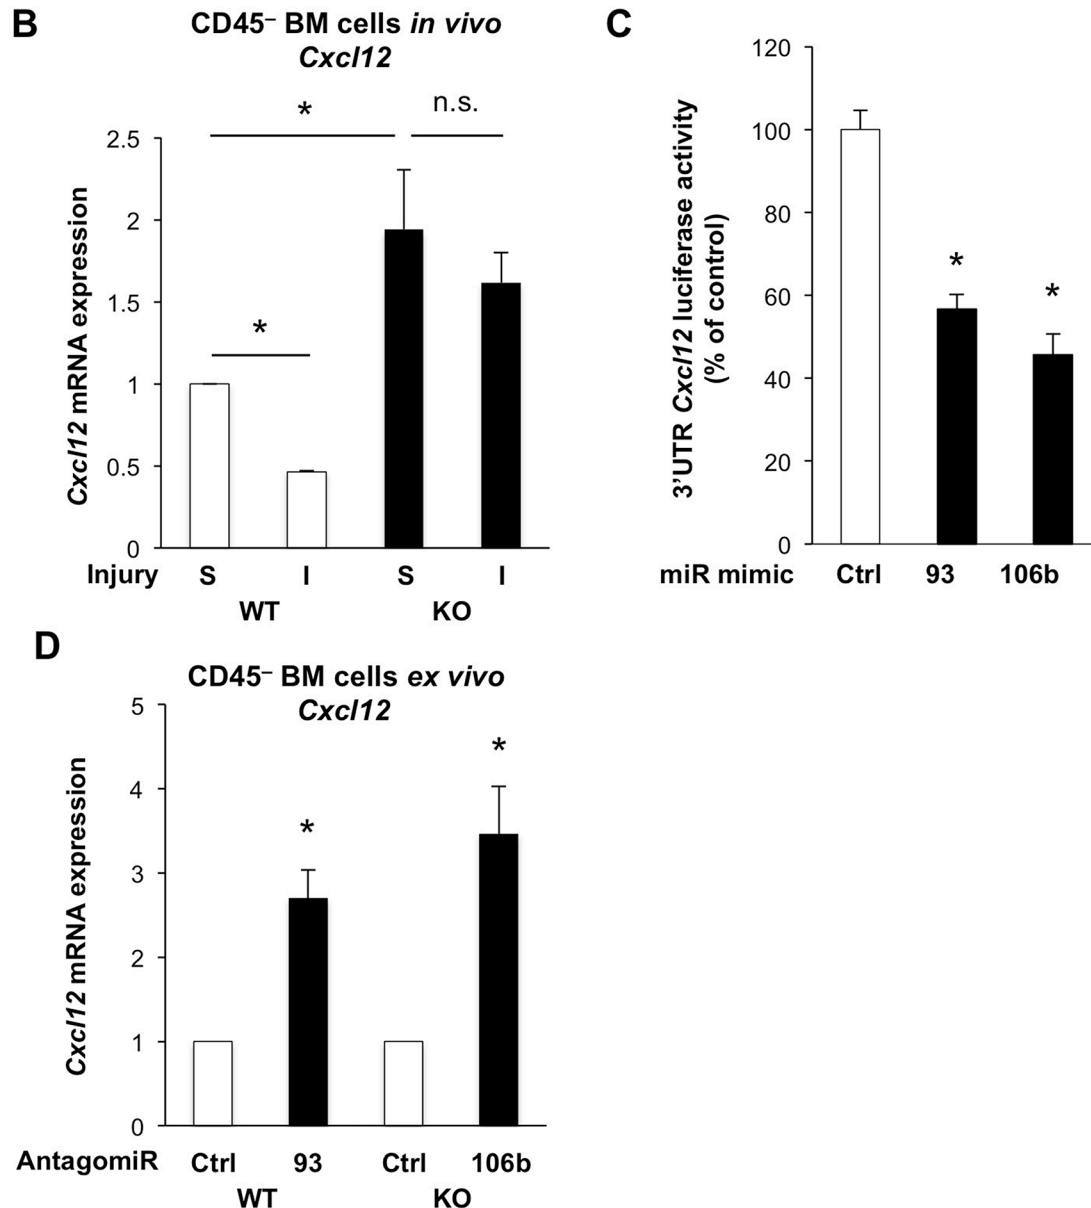 B
CD45– BM cells in vivo
Cxcl12
*
n.s.
*
Cxcl12 mRNA expression
2.5
2
1.5
1
0.5
0
Injury S I S I
WT KO
C
3’UTR Cxcl12 luciferase activity
(% of control)
120
100
80
60
40
20
0
*
*
miR mimic Ctrl 93 106b
D
CD45– BM cells ex vivo
Cxcl12
Cxcl12 mRNA expression
5
4
3
2
1
0
*
*
AntagomiR Ctrl 93 Ctrl 106b
WT KO